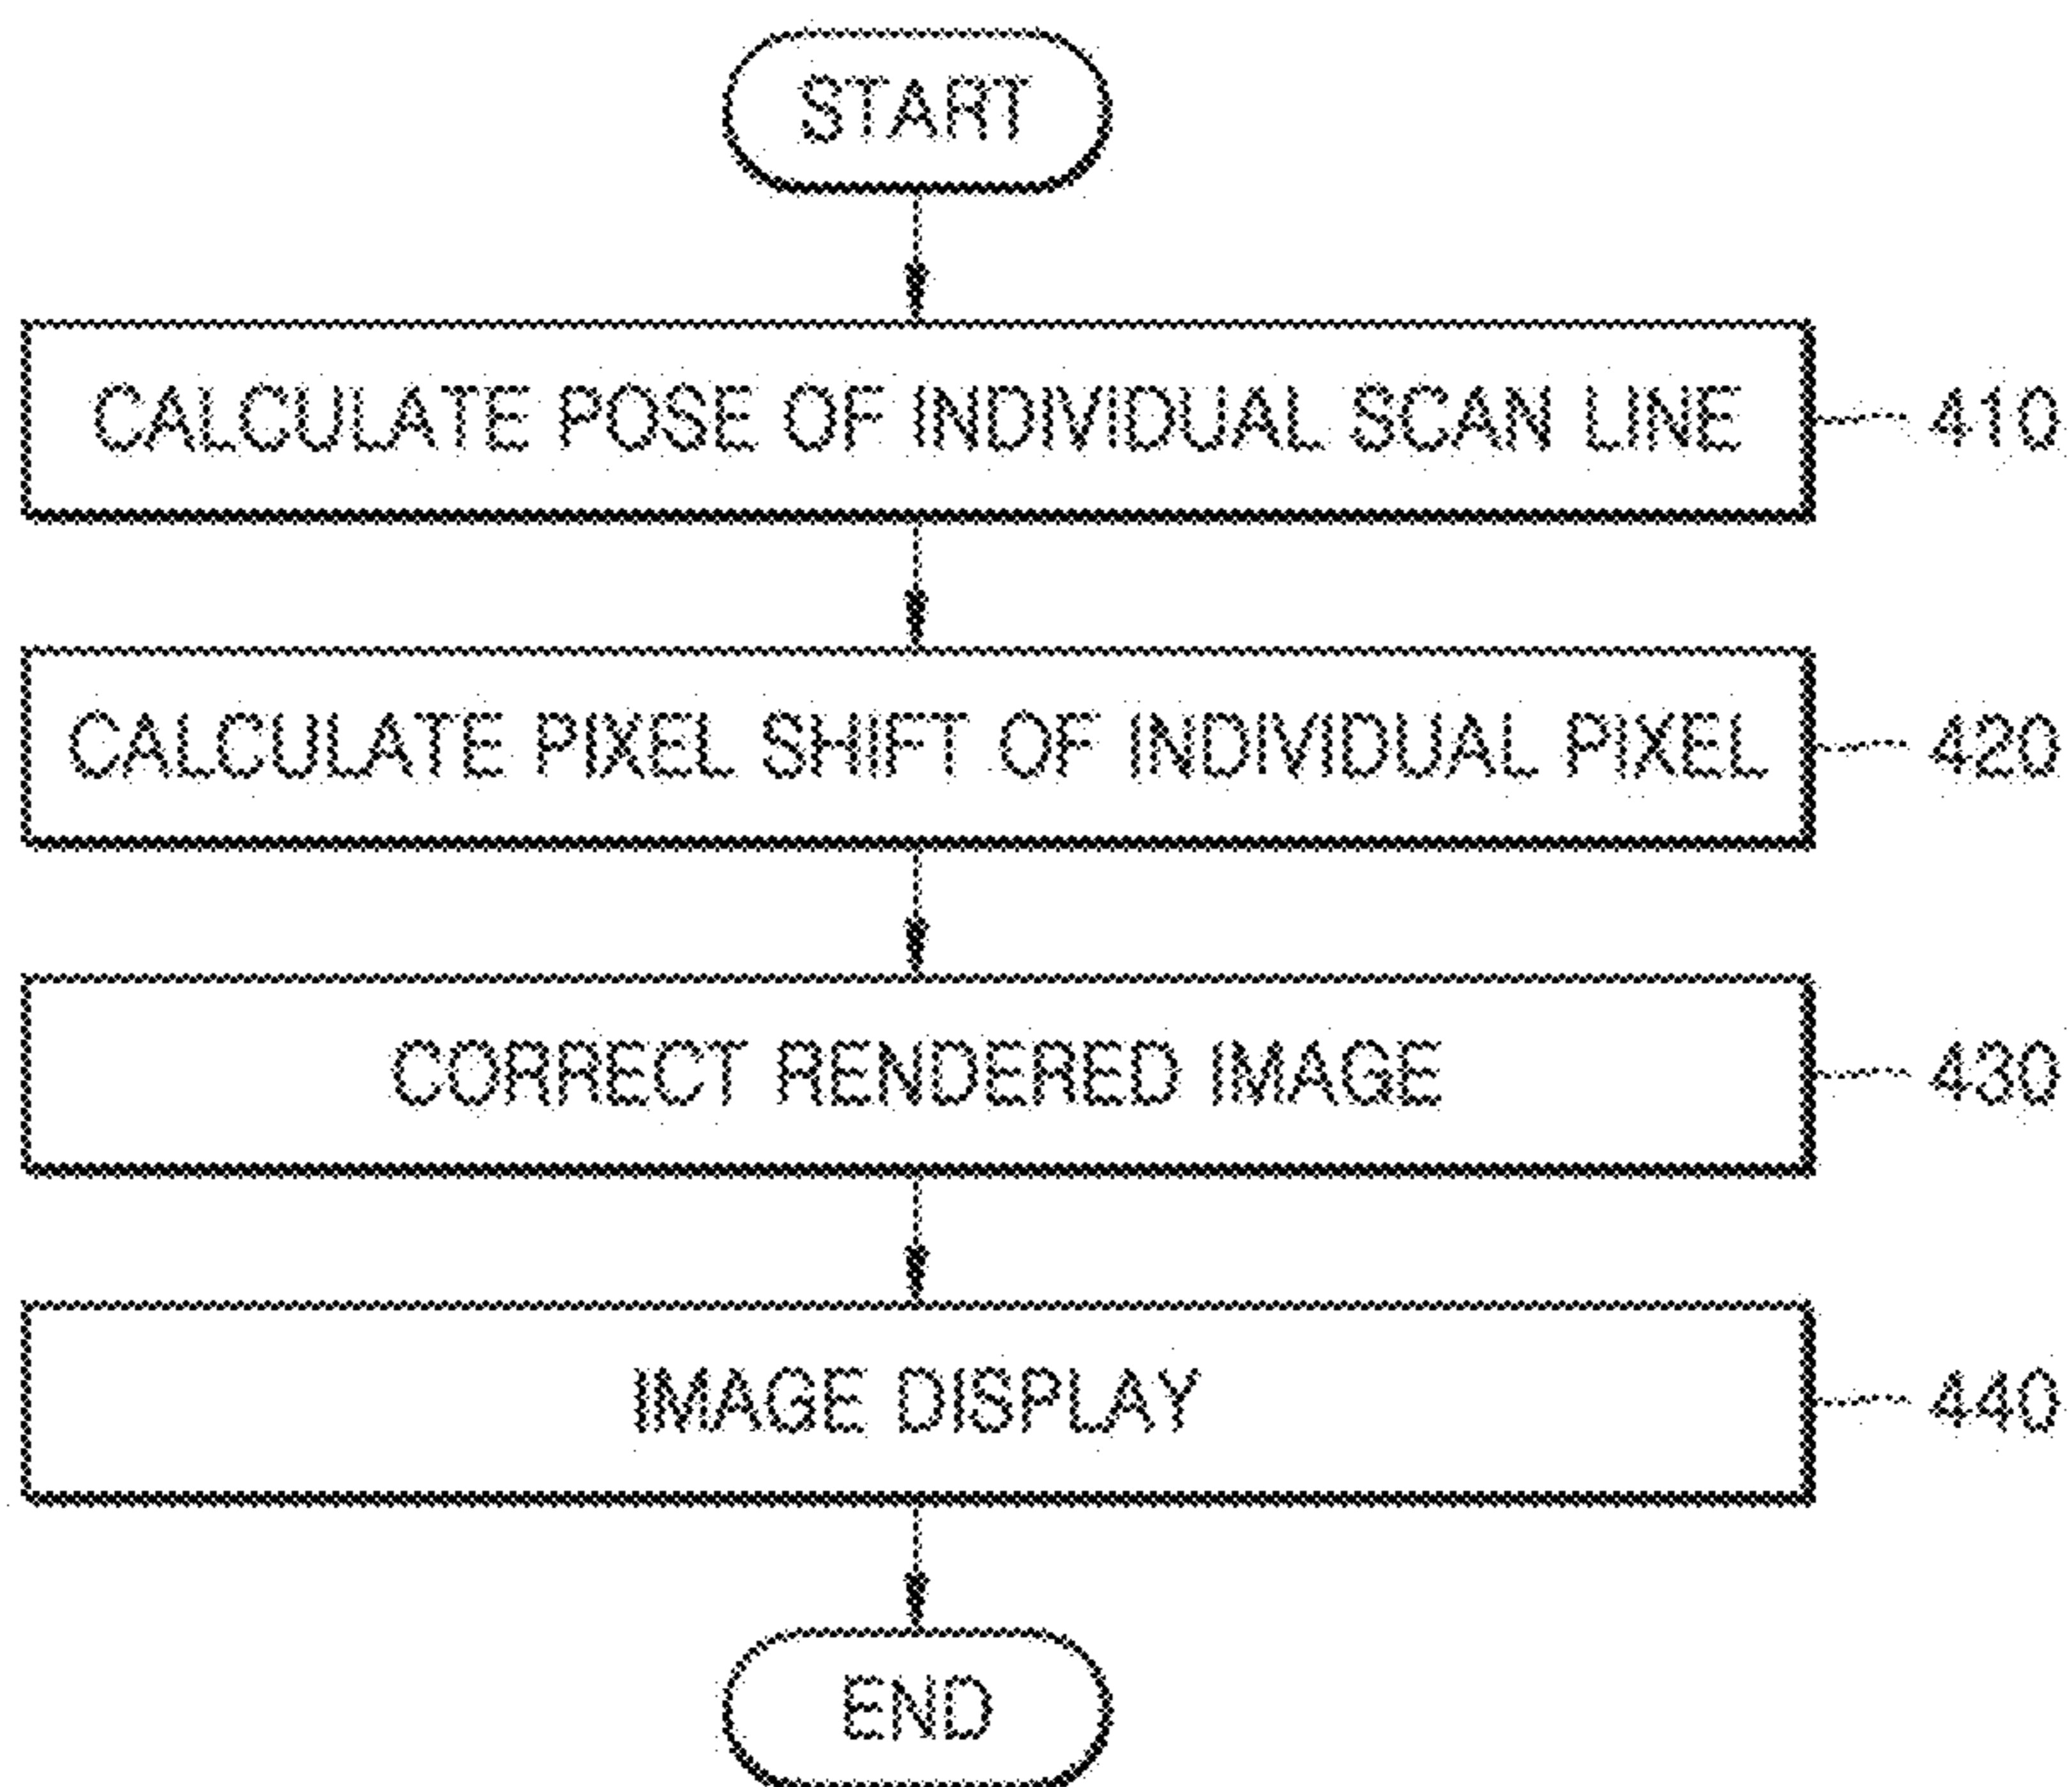 START
CALCULATE POSE OF INDIVIDUAL SCAN LINE 410
CALCULATE PIXEL SHIFT OF INDIVIDUAL PIXEL 420
CORRECT RENDERED IMAGE 430
IMAGE DISPLAY 440
END